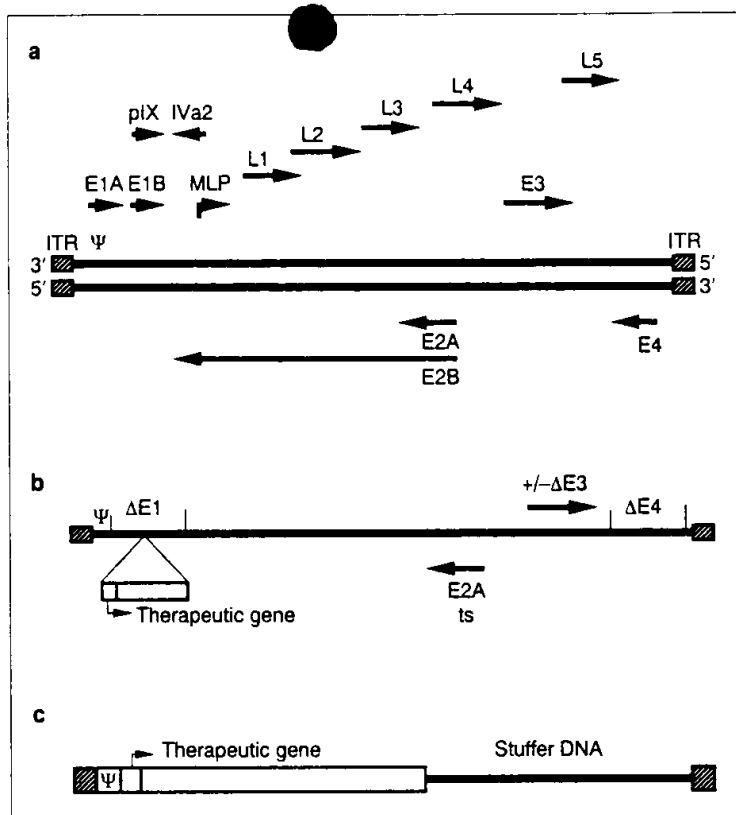 a
L5
L4
L3
pIX IVa2
L2
L1
E1A E1B MLP
E3
ITR Ψ ITR
3′ 5′
5′ 3′
E2A
E4
E2B
b
+/−ΔE3
Ψ ΔE1 ΔE4
E2A
Therapeutic gene
ts
c
Therapeutic gene Stuffer DNA
Ψ